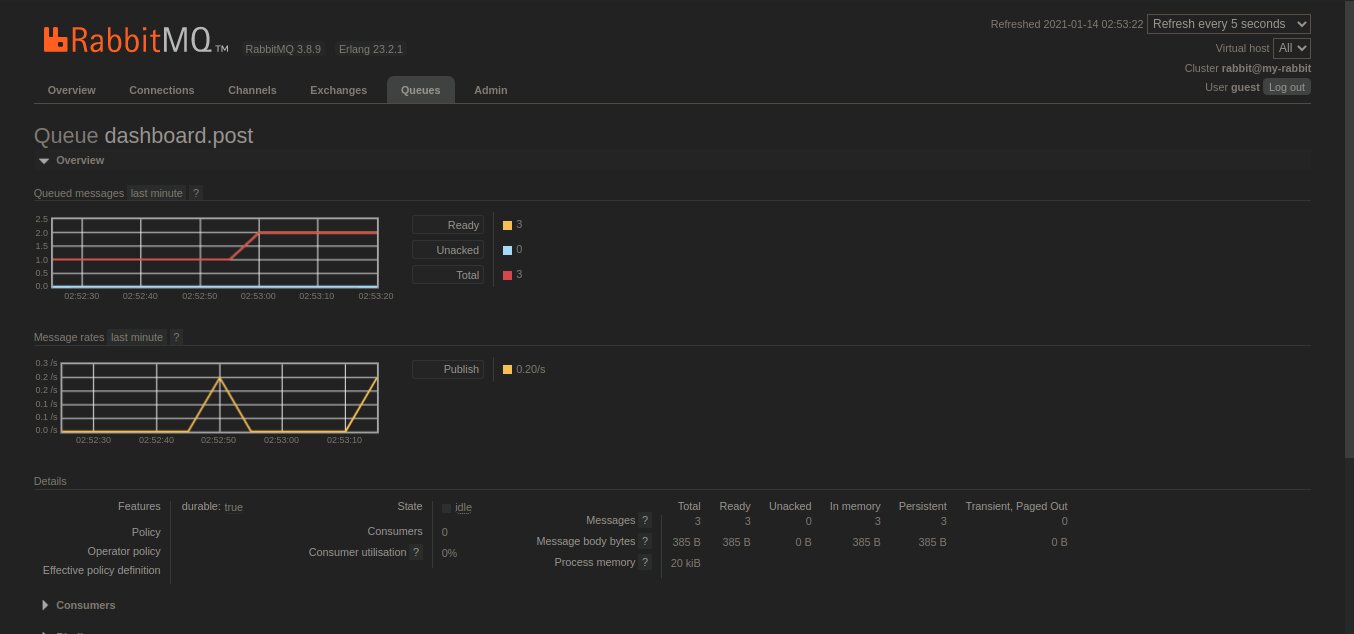 RabbitMQ TM RabbitMQ 3.8.9 Erlang 23.2.1
Refreshed 2021-01-14 02:53:22 Refresh every 5 seconds
Virtual host All
Cluster rabbit@my-rabbit
User guest Log out
Overview Connections Channels Exchanges Queues Admin
Queue dashboard.post
Overview
Queued messages last minute ?
2.5
2.0
1.5
1.0
0.5
0.0
02:52:30 02:52:40 02:52:50 02:53:00 02:53:10 02:53:20
Ready 3
Unacked 0
Total 3
Message rates last minute ?
0.3 /s
0.2 /s
0.2 /s
0.1 /s
0.1 /s
0.0 /s
02:52:30 02:52:40 02:52:50 02:53:00 02:53:10
Publish 0.20/s
Details
Features durable: true
Policy
Operator policy
Effective policy definition
State idle
Consumers 0
Consumer utilisation ? 0%
Total Ready Unacked In memory Persistent Transient, Paged Out
Messages ? 3 3 0 3 3 0
Message body bytes ? 385 B 385 B 0 B 385 B 385 B 0 B
Process memory ? 20 kiB
Consumers